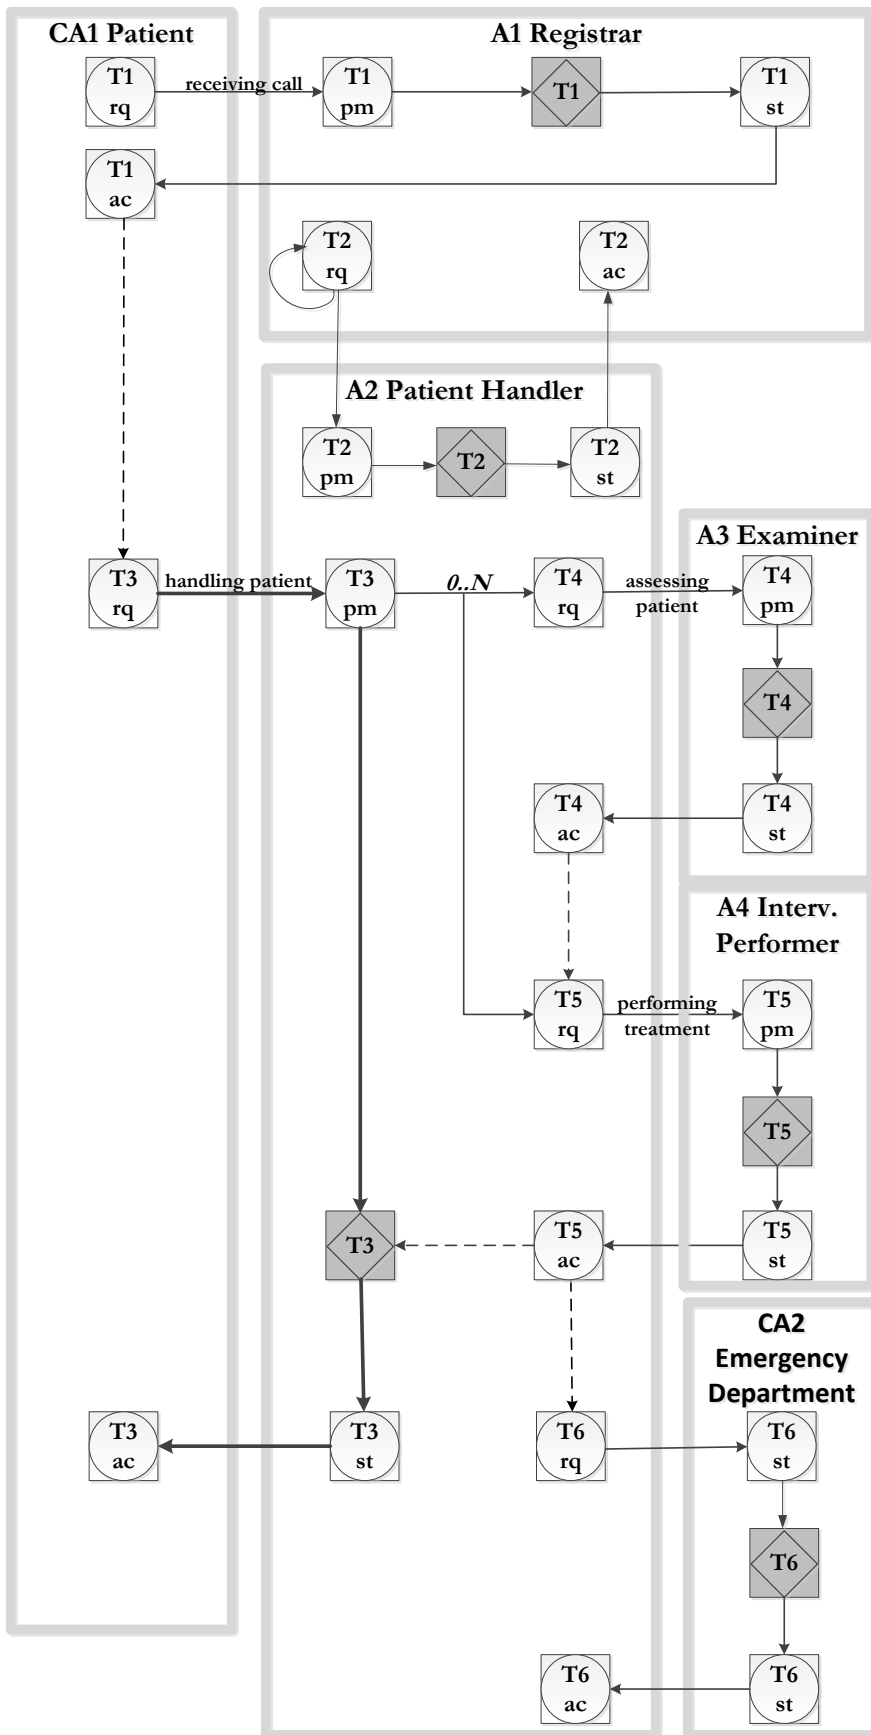 CA1 Patient
A1 Registrar
T1
rq
receiving call
T1
pm
T1
T1
st
T1
ac
T2
rq
T2
ac
A2 Patient Handler
T2
pm
T2
T2
st
A3 Examiner
T3
rq
handling patient
T3
pm
0..N
T4
rq
assessing
patient
T4
pm
T4
T4
ac
T4
st
A4 Interv.
Performer
T5
rq
performing
treatment
T5
pm
T5
T3
T5
ac
T5
st
CA2
Emergency
Department
T3
ac
T3
st
T6
rq
T6
st
T6
T6
ac
T6
st